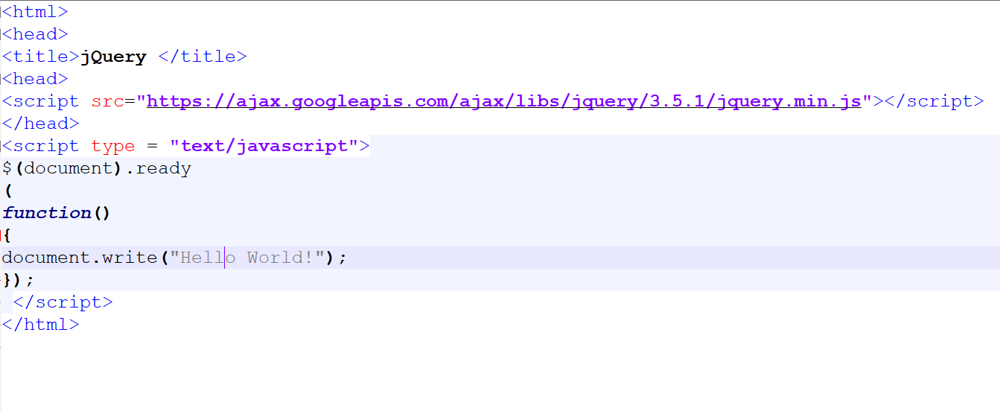 <html>
<head>
<title>jQuery </title>
<head>
<script src="https://ajax.googleapis.com/ajax/libs/jquery/3.5.1/jquery.min.js"></script>
</head>
<script type = "text/javascript">
$(document).ready
(
function()
{
document.write("Hello World!");
});
 </script>
</html>